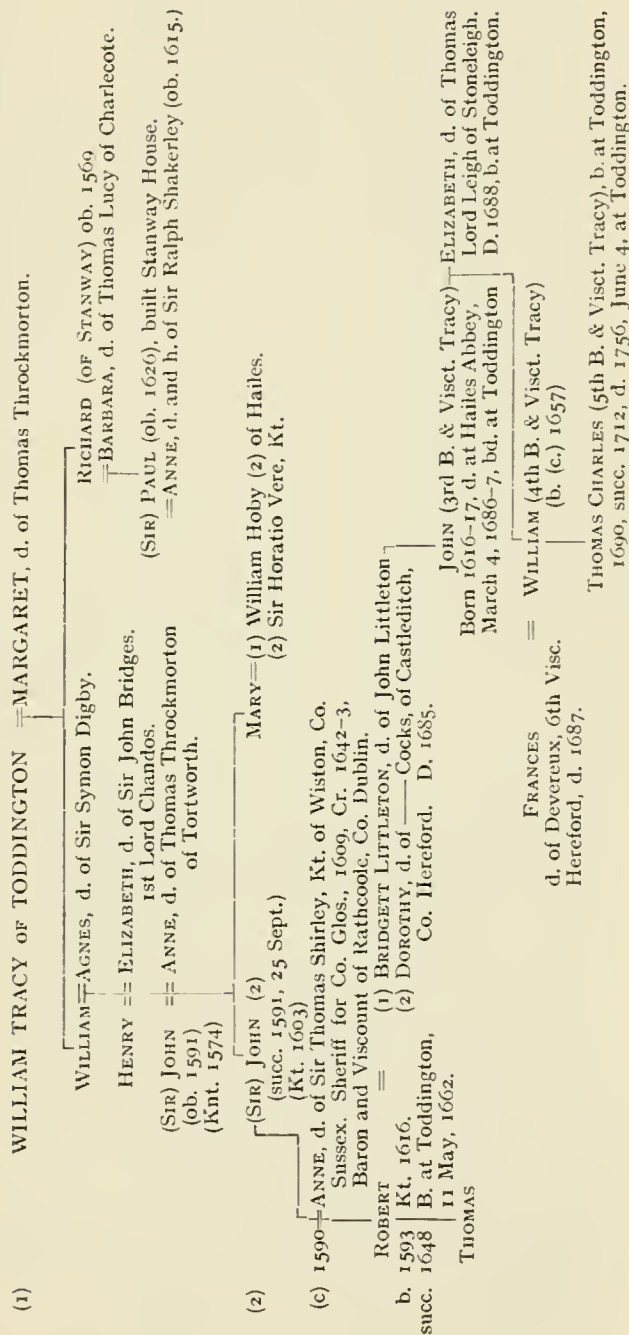 (1) WILLIAM TRACY OF TODDINGTON = MARGARET, d. of Thomas Throckmorton.
WILLIAM = AGNES, d. of Sir Symon Digby.
RICHARD (OF STANWAY) ob. 1569
= BARBARA, d. of Thomas Lucy of Charlecote.
HENRY = ELIZABETH, d. of Sir John Bridges.
1st Lord Chandos.
(SIR) PAUL (ob. 1626), built Stanway House.
= ANNE, d. and h. of Sir Ralph Shakerley (ob. 1615.)
(SIR) JOHN = ANNE, d. of Thomas Throckmorton
(ob. 1591) of Tortworth.
(Knt. 1574)
(2) (SIR) JOHN (2)
(succ. 1591, 25 Sept.)
(Kt. 1603)
MARY = (1) William Hoby (2) of Hailes.
(2) Sir Horatio Vere, Kt.
(c) 1590 = ANNE, d. of Sir Thomas Shirley, Kt. of Wiston, Co.
Sussex. Sheriff for Co. Glos., 1609, Cr. 1642-3,
Baron and Viscount of Rathcoole, Co. Dublin.
ROBERT = (1) BRIDGETT LITTLETON, d. of John Littleton
b. 1593 Kt. 1616. (2) DOROTHY, d. of —— Cocks, of Castleditch,
succ. 1648 B. at Toddington, Co. Hereford. D. 1685.
11 May, 1662.
THOMAS
JOHN (3rd B. & Visct. Tracy) = ELIZABETH, d. of Thomas
Born 1616-17, d. at Hailes Abbey, Lord Leigh of Stoneleigh.
March 4, 1686-7, bd. at Toddington D. 1688, b. at Toddington.
FRANCES = WILLIAM (4th B. & Visct. Tracy)
d. of Devereux, 6th Visc. (b. (c.) 1657)
Hereford, d. 1687.
THOMAS CHARLES (5th B. & Visct. Tracy), b. at Toddington,
1690, succ. 1712, d. 1756, June 4, at Toddington.